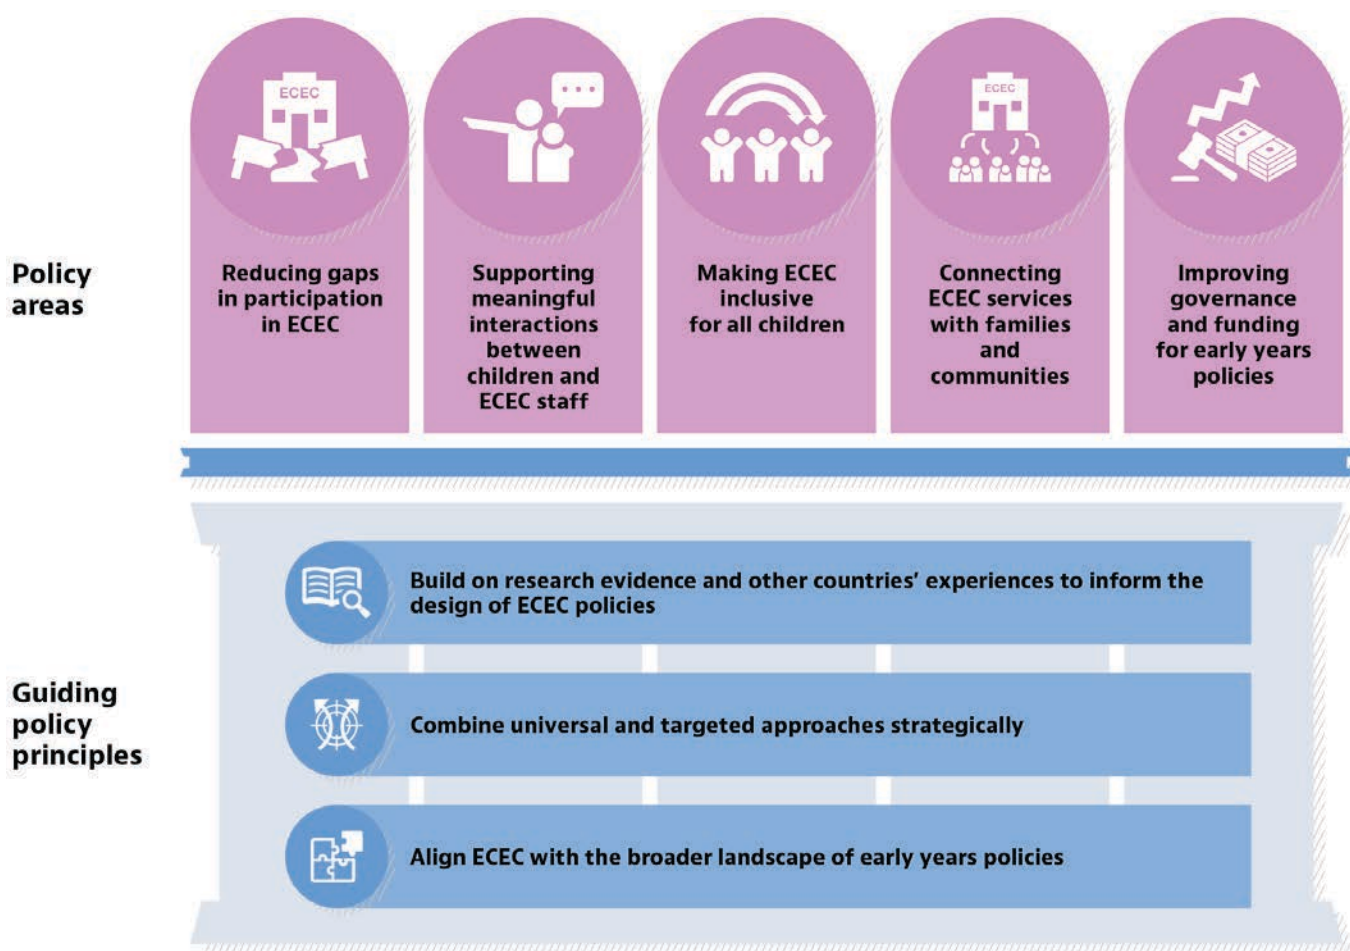 ECEC
ECEC
Policy
areas
Reducing gaps
in participation
in ECEC
Supporting
meaningful
interactions
between
children and
ECEC staff
Making ECEC
inclusive
for all children
Connecting
ECEC services
with families
and
communities
Improving
governance
and funding
for early years
policies
Guiding
policy
principles
Build on research evidence and other countries’ experiences to inform the
design of ECEC policies
Combine universal and targeted approaches strategically
Align ECEC with the broader landscape of early years policies